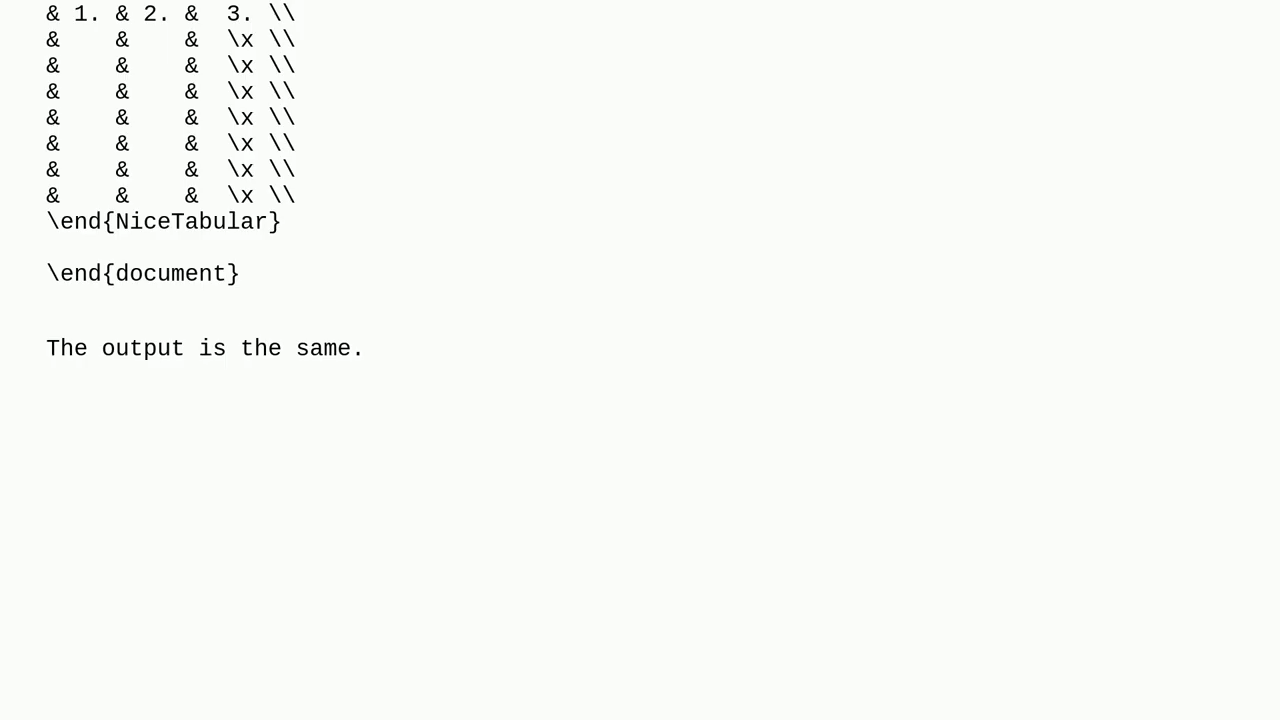 & 1. & 2. &  3. \\
&    &    &  \x \\
&    &    &  \x \\
&    &    &  \x \\
&    &    &  \x \\
&    &    &  \x \\
&    &    &  \x \\
&    &    &  \x \\
\end{NiceTabular}

\end{document}

The output is the same.